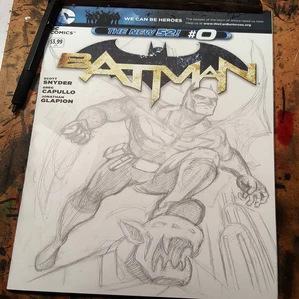 WE CAN BE HEROES
THE NEW 52!
#0
DC COMICS
$3.99
BATMAN
SCOTT
SNYDER
GREG
CAPULLO
JONATHAN
GLAPION